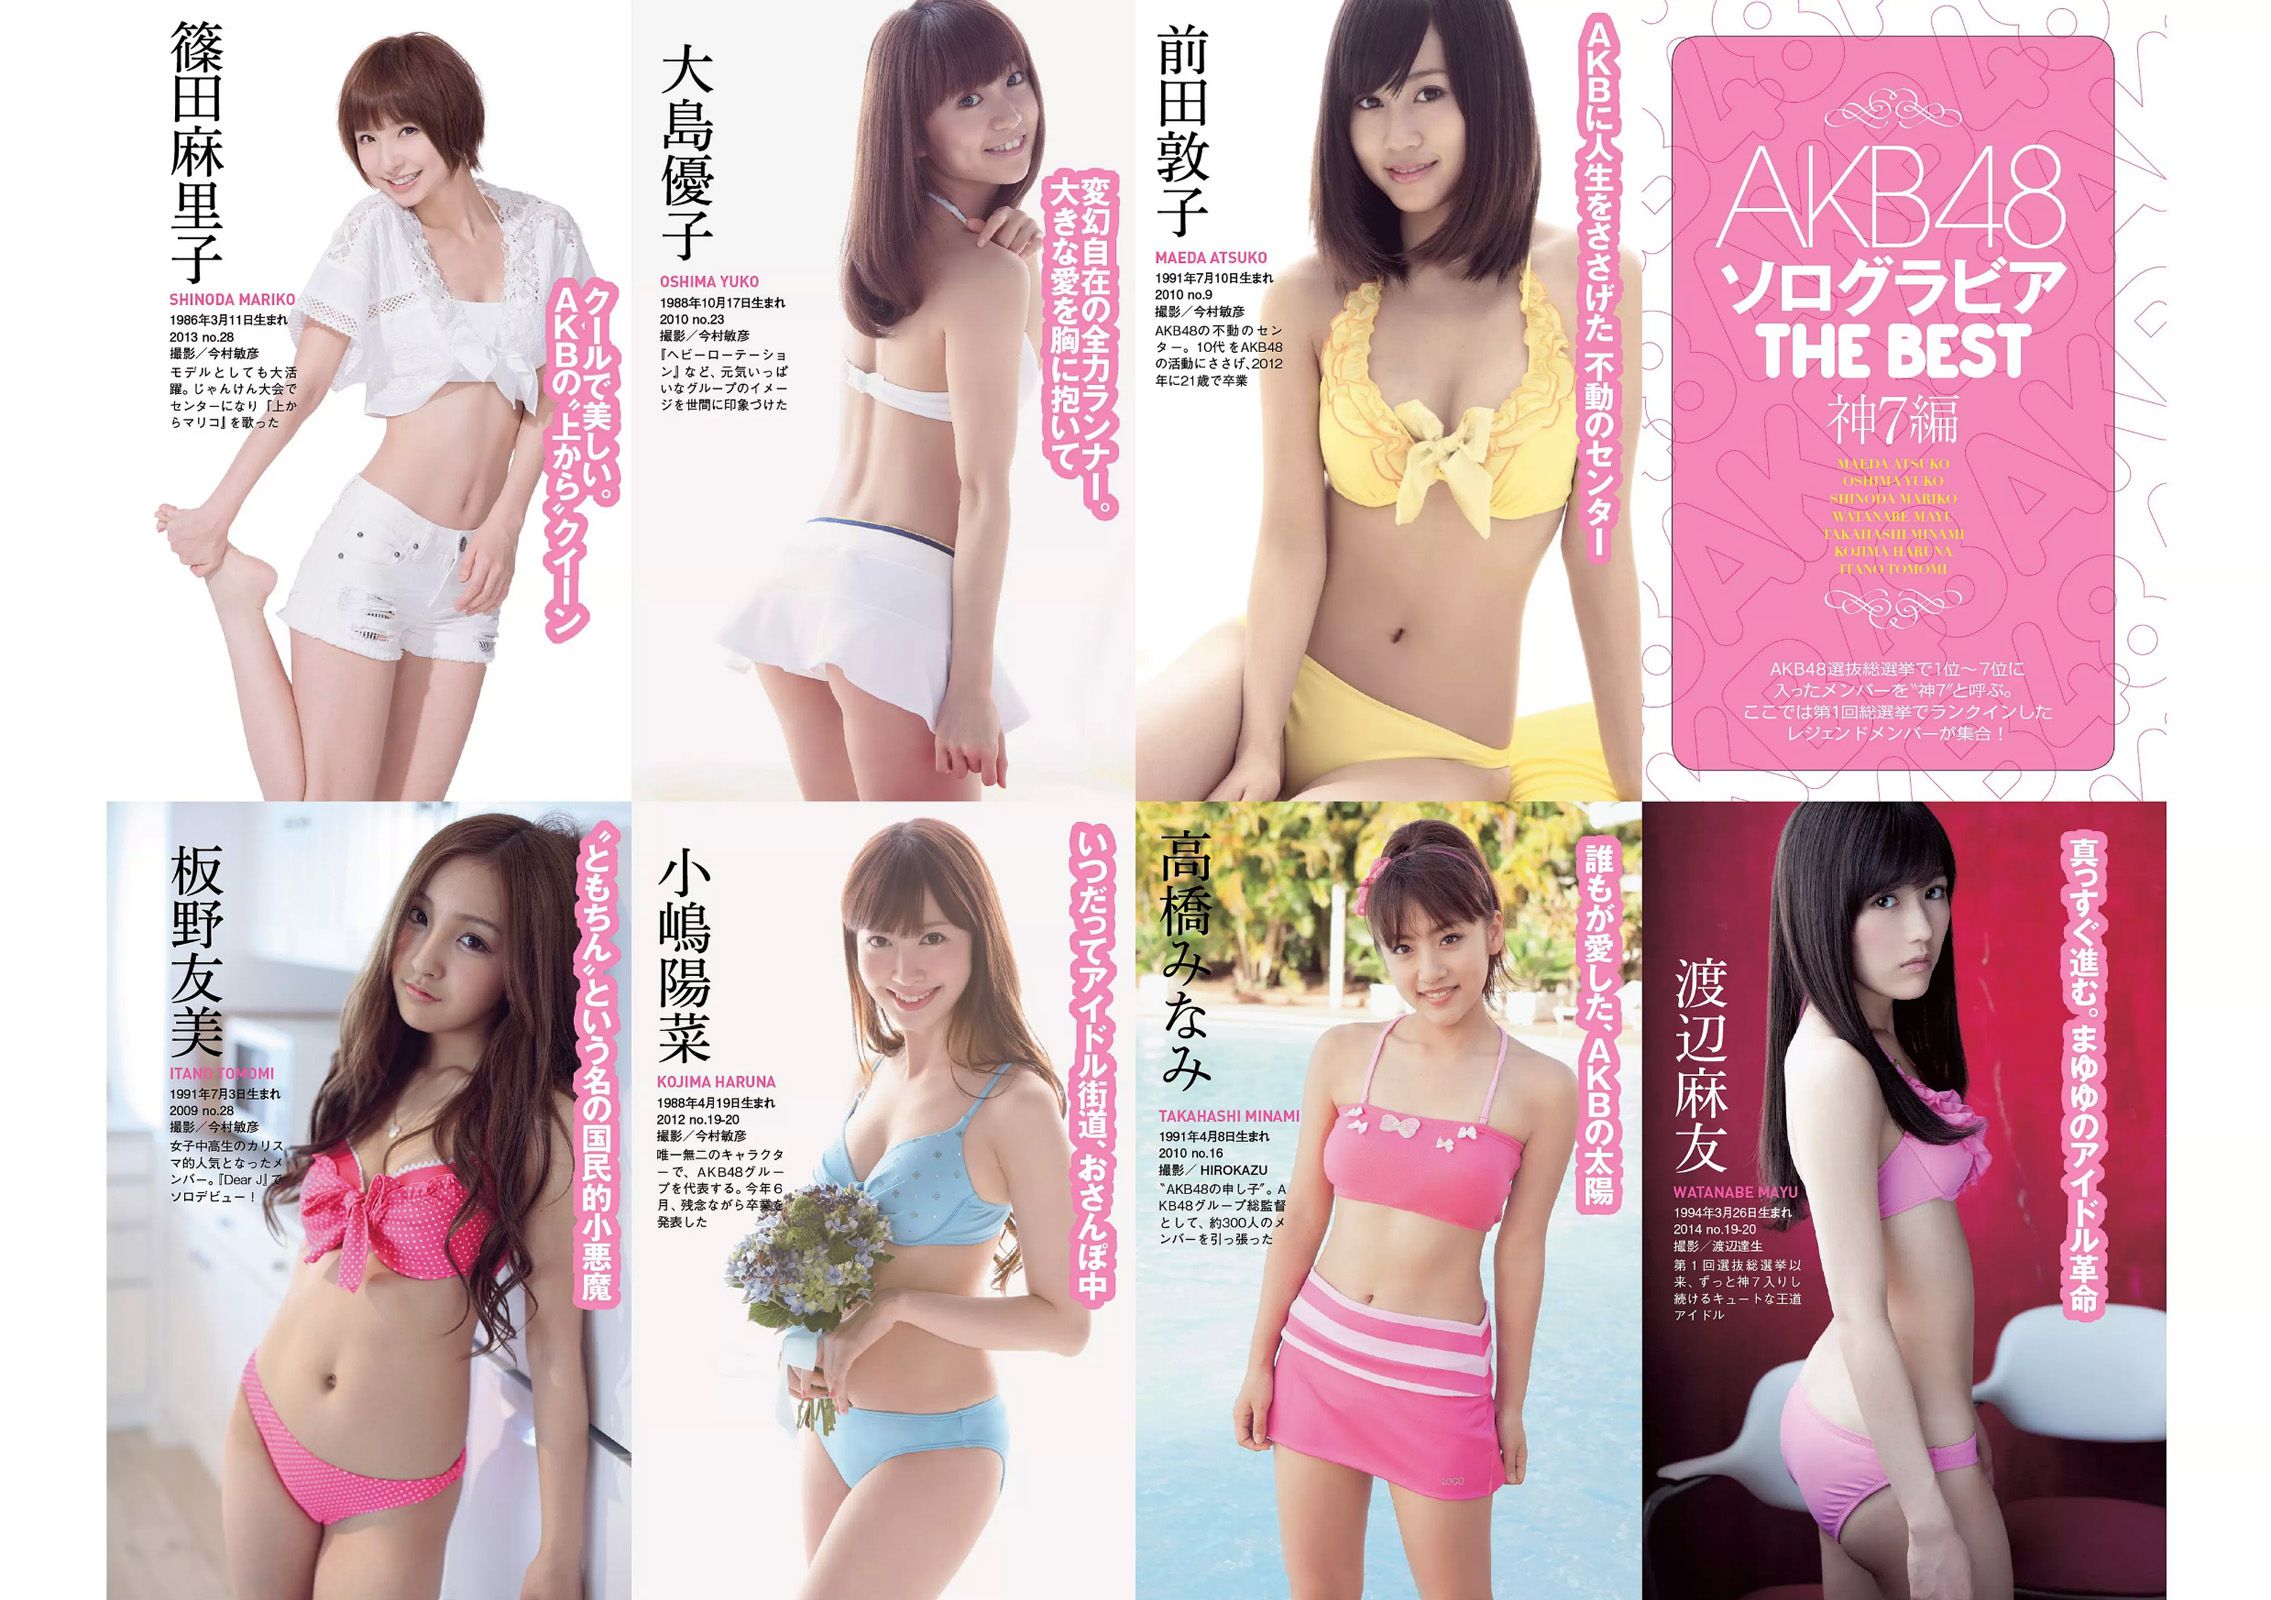 AKB48
ソログラビア
THE BEST
神7編
MAEDA ATSUKO
OSHIMA YUKO
SHINODA MARIKO
WATANABE MAYU
TAKAHASHI MINAMI
KOJIMA HARUNA
ITANO TOMOMI
AKB48選抜総選挙で1位〜7位に
入ったメンバーを〝神7〟と呼ぶ。
ここでは第1回総選挙でランクインした
レジェンドメンバーが集合！
AKBに人生をささげた 不動のセンター
前田敦子
MAEDA ATSUKO
1991年7月10日生まれ
2010 no.9
撮影／今村敏彦
AKB48の不動のセン
ター。10代をAKB48
の活動にささげ、2012
年に21歳で卒業
変幻自在の全力ランナー。
大きな愛を胸に抱いて
大島優子
OSHIMA YUKO
1988年10月17日生まれ
2010 no.23
撮影／今村敏彦
『ヘビーローテーショ
ン』など、元気いっぱ
いなグループのイメー
ジを世間に印象づけた
クールで美しい。
AKBの〝上から〟クイーン
篠田麻里子
SHINODA MARIKO
1986年3月11日生まれ
2013 no.28
撮影／今村敏彦
モデルとしても大活
躍。じゃんけん大会で
センターになり『上か
らマリコ』を歌った
真っすぐ進む。まゆゆのアイドル革命
渡辺麻友
WATANABE MAYU
1994年3月26日生まれ
2014 no.19-20
撮影／渡辺達生
第1回選抜総選挙以
来、ずっと神7入りし
続けるキュートな王道
アイドル
誰もが愛した、AKBの太陽
高橋みなみ
TAKAHASHI MINAMI
1991年4月8日生まれ
2010 no.16
撮影／HIROKAZU
〝AKB48の申し子〟。A
KB48グループ総監督
として、約300人のメ
ンバーを引っ張った
LOGO
いつだってアイドル街道、おさんぽ中
小嶋陽菜
KOJIMA HARUNA
1988年4月19日生まれ
2012 no.19-20
撮影／今村敏彦
唯一無二のキャラクタ
ーで、AKB48グルー
プを代表する。今年6
月、残念ながら卒業を
発表した
〝ともちん〟という名の国民的小悪魔
板野友美
ITANO TOMOMI
1991年7月3日生まれ
2009 no.28
撮影／今村敏彦
女子中高生のカリス
マ的人気となったメ
ンバー。『Dear J』で
ソロデビュー！